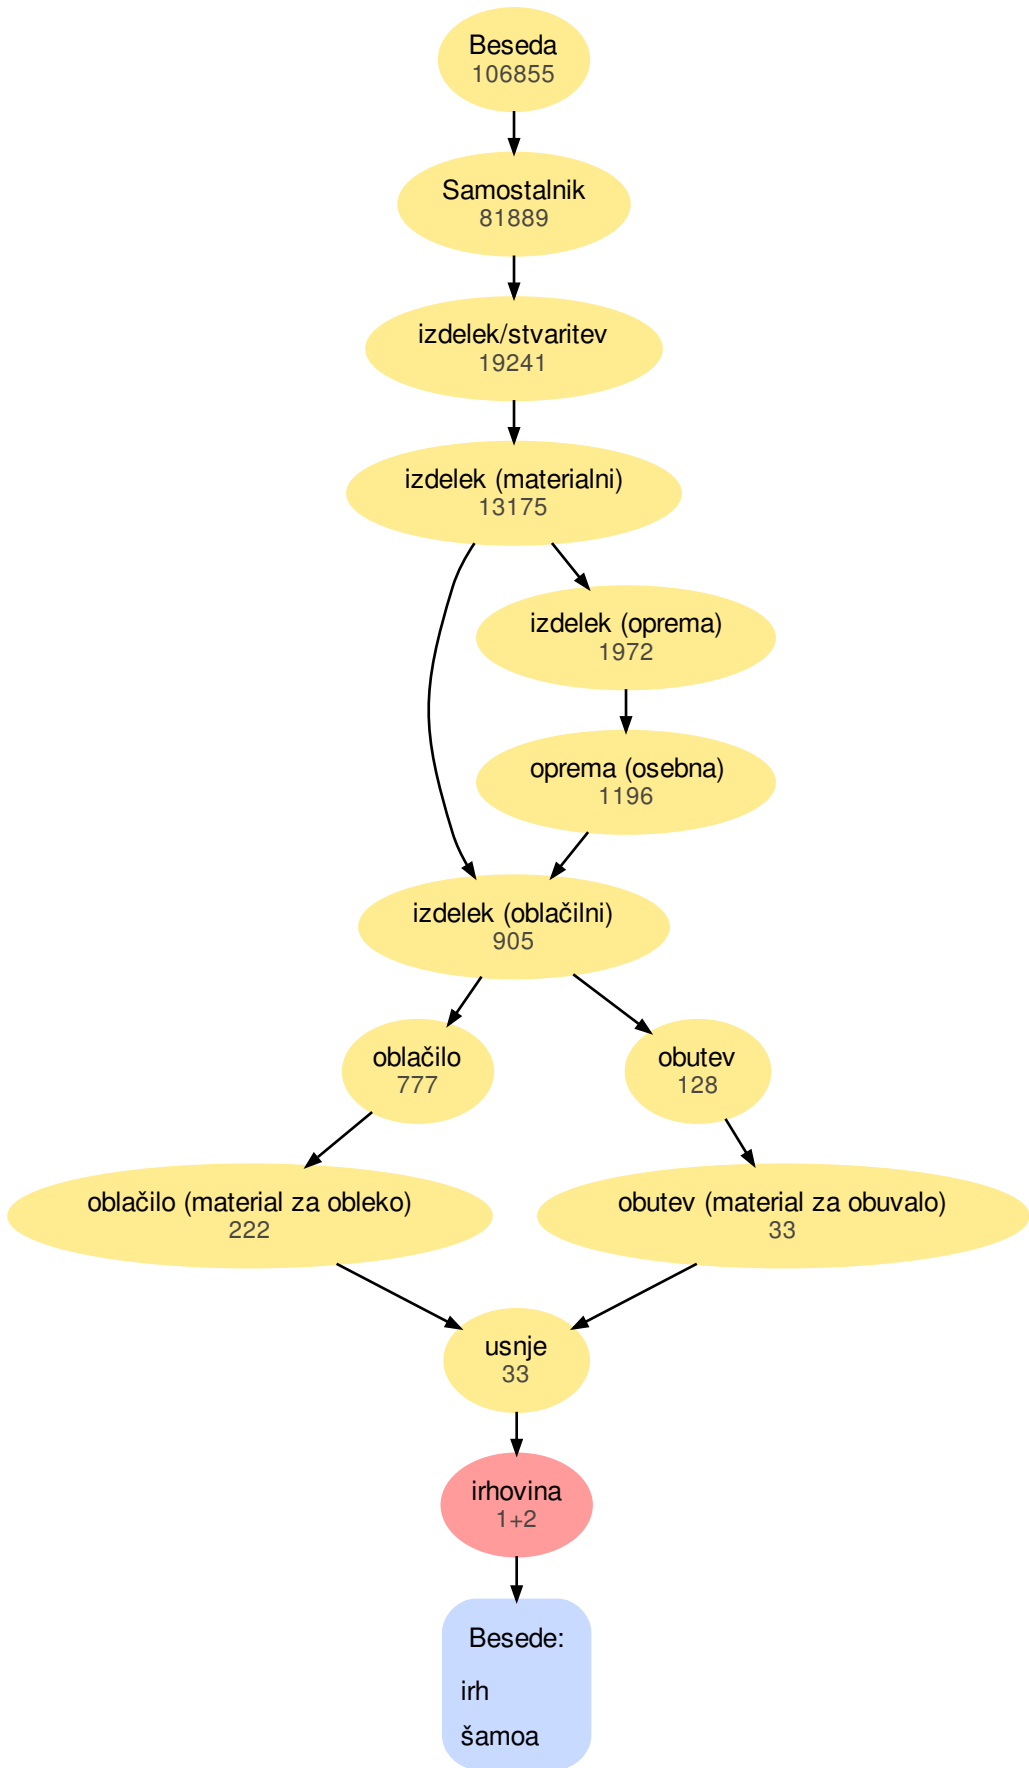 Beseda
106855
Samostalnik
81889
izdelek/stvaritev
19241
izdelek (materialni)
13175
izdelek (oprema)
1972
oprema (osebna)
1196
izdelek (oblačilni)
905
oblačilo
777
obutev
128
oblačilo (material za obleko)
222
obutev (material za obuvalo)
33
usnje
33
irhovina
1+2
Besede:
irh
šamoa